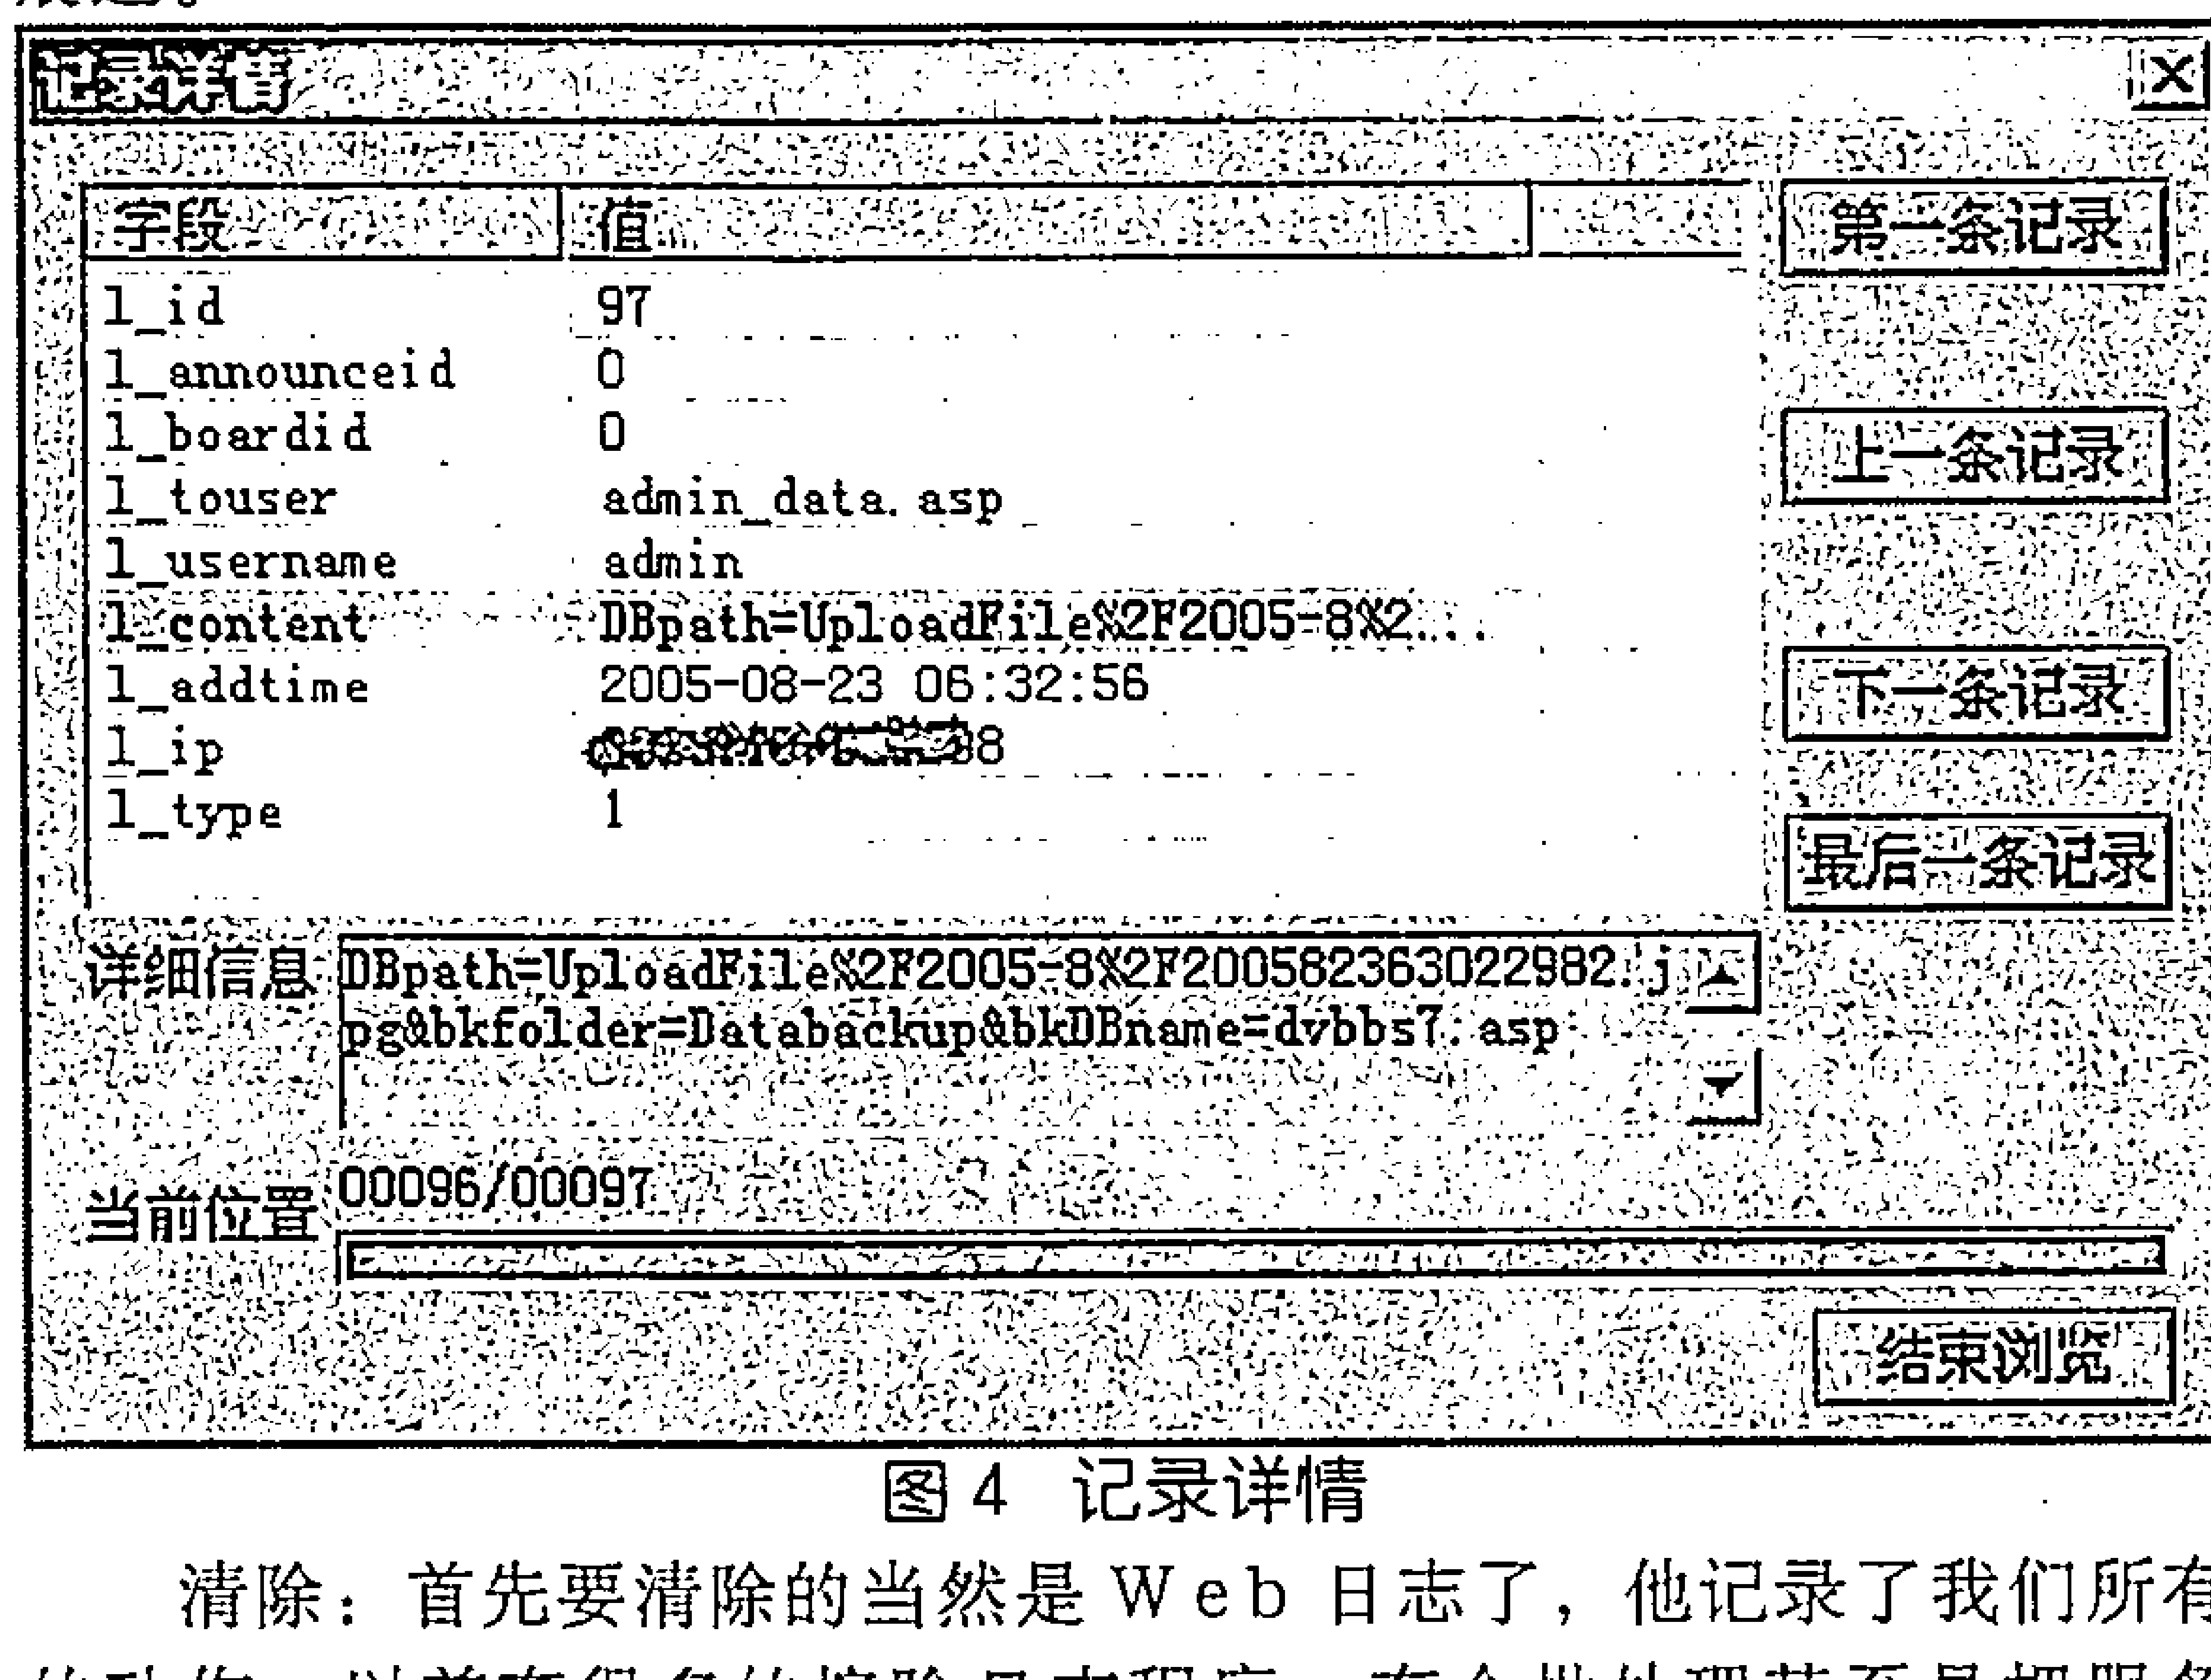 记录详情
字段 值
第一条记录
l_id 97
l_announceid 0
l_boardid 0
上一条记录
l_touser admin_data.asp
l_username admin
l_content DBpath=UploadFile%2F2005-8%2...
l_addtime 2005-08-23 06:32:56
下一条记录
l_ip 38
l_type 1
最后一条记录
详细信息 DBpath=UploadFile%2F2005-8%2F200582363022982.j
pg&bkfolder=Databackup&bkDBname=dvbbs7.asp
当前位置 00096/00097
结束浏览
图 4 记录详情
清除：首先要清除的当然是 Web 日志了，他记录了我们所有